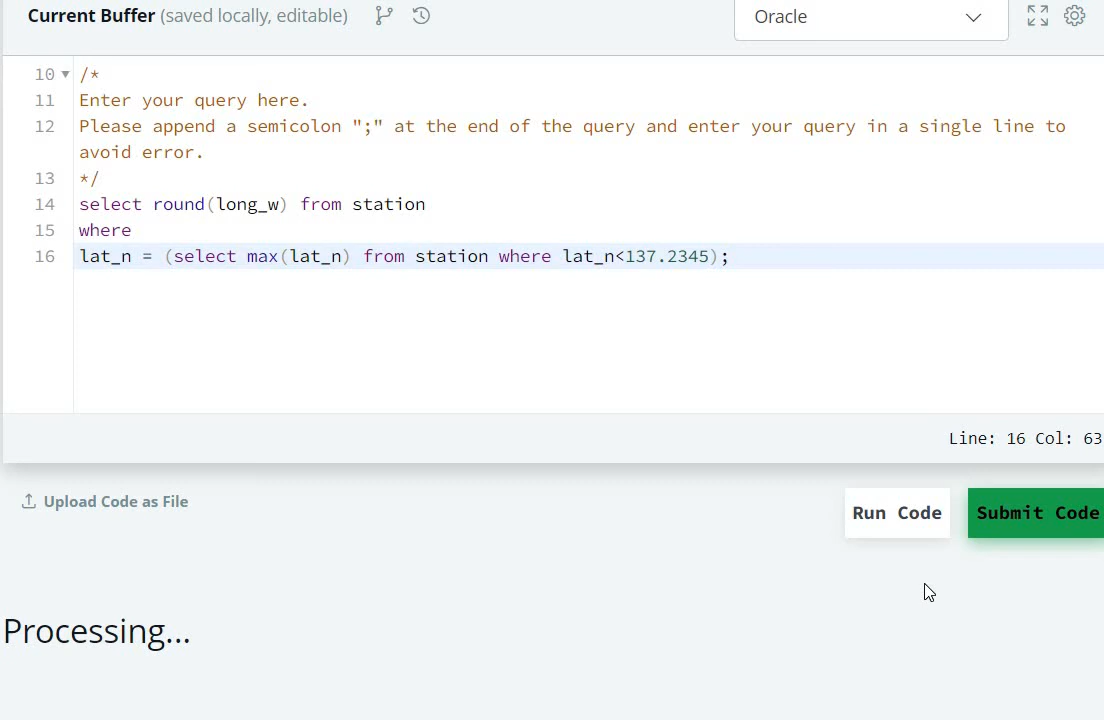 Current Buffer (saved locally, editable)
Oracle
10 /*
11 Enter your query here.
12 Please append a semicolon ";" at the end of the query and enter your query in a single line to
avoid error.
13 */
14 select round(long_w) from station
15 where
16 lat_n = (select max(lat_n) from station where lat_n<137.2345);
Line: 16 Col: 63
Upload Code as File
Run Code
Submit Code
Processing...